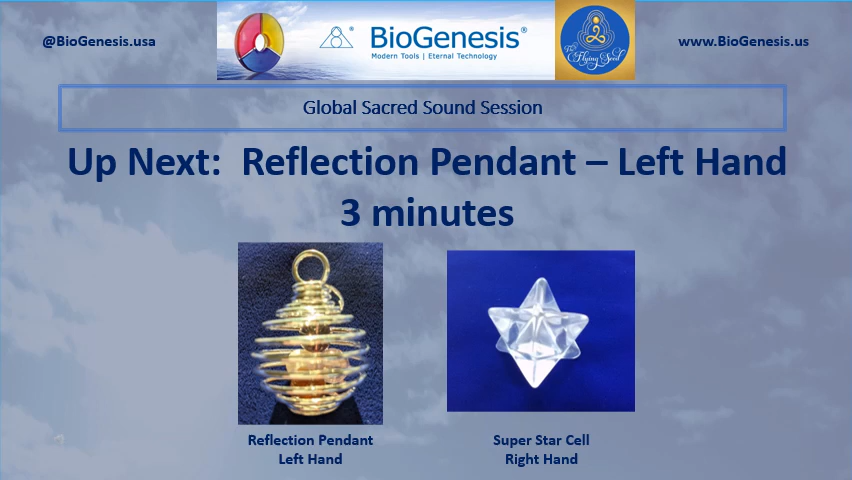 @BioGenesis.usa
BioGenesis®
®
Modern Tools | Eternal Technology
The Flying Seed
www.BioGenesis.us
Global Sacred Sound Session
Up Next: Reflection Pendant – Left Hand
3 minutes
Reflection Pendant
Left Hand
Super Star Cell
Right Hand